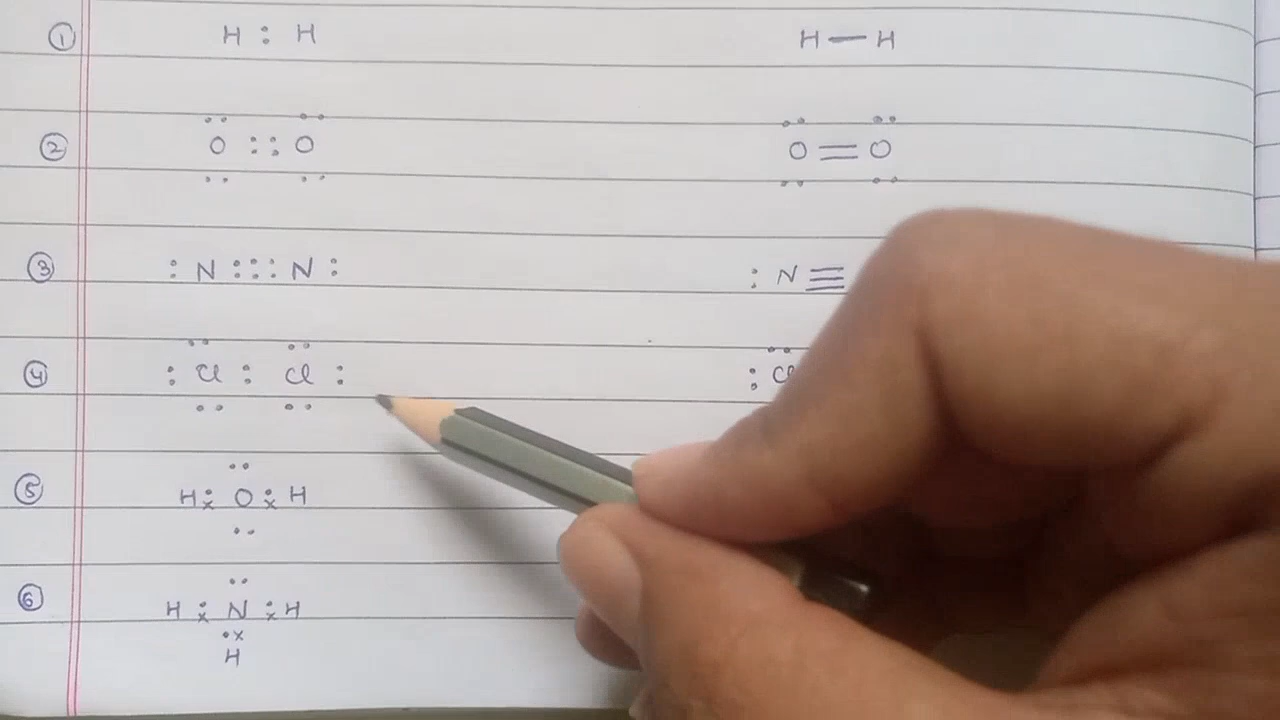 ① H : H H — H
② O :: O O = O
③ : N ::: N : : N ≡
④ : Cl : Cl : : Cl
⑤ H : O : H
⑥ H : N : H
H